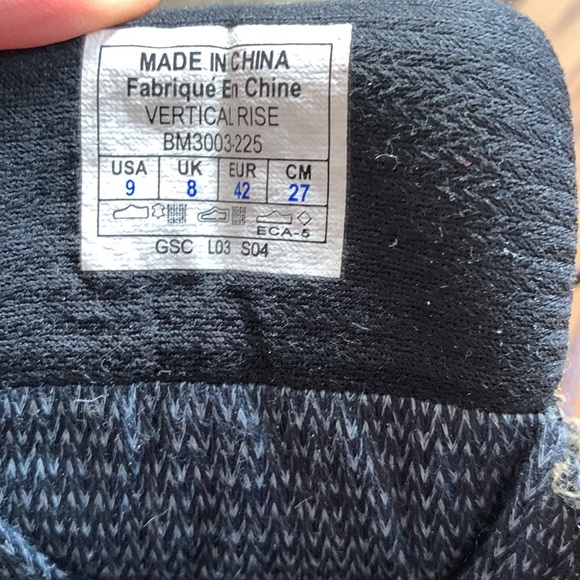 MADE IN CHINA
Fabriqué En Chine
VERTICAL RISE
BM3003-225
USA UK EUR CM
9 8 42 27
ECA-5
GSC L03 S04